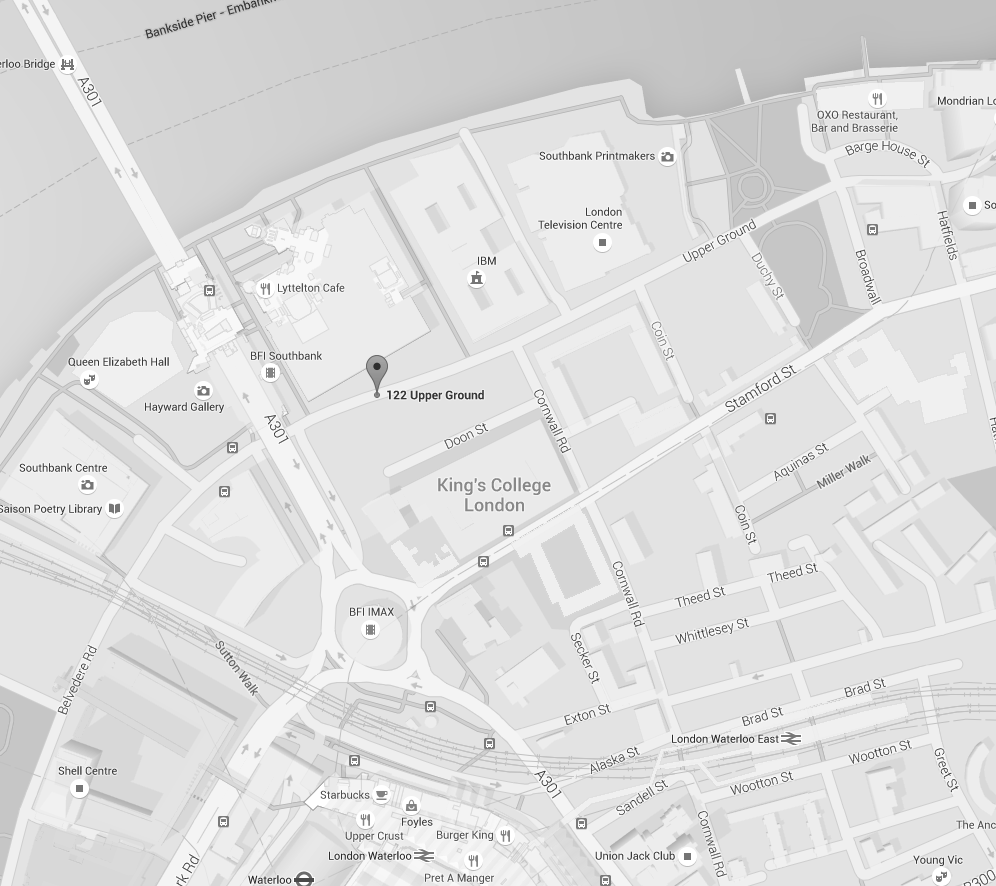 Bankside Pier - Embankm
erloo Bridge
A301
OXO Restaurant,
Bar and Brasserie
Mondrian Lo
Barge House St
Southbank Printmakers
London
Television Centre
So
Hatfields
Upper Ground
Broadwall
Duchy St
IBM
Lyttelton Cafe
Coin St
BFI Southbank
Queen Elizabeth Hall
122 Upper Ground
Stamford St
Hayward Gallery
A301
Cornwall Rd
Doon St
Aquinas St
Miller Walk
Southbank Centre
Saison Poetry Library
King's College
London
Coin St
Theed St
Theed St
Cornwall Rd
BFI IMAX
Whittlesey St
Secker St
Sutton Walk
Belvedere Rd
Brad St
Brad St
Exton St
London Waterloo East
Wootton St
Alaska St
Greet St
Shell Centre
A301
Wootton St
Sandell St
Starbucks
Foyles
Upper Crust
Burger King
Cornwall Rd
The Anc
London Waterloo
Union Jack Club
Young Vic
rk Rd
Pret A Manger
Waterloo
P300